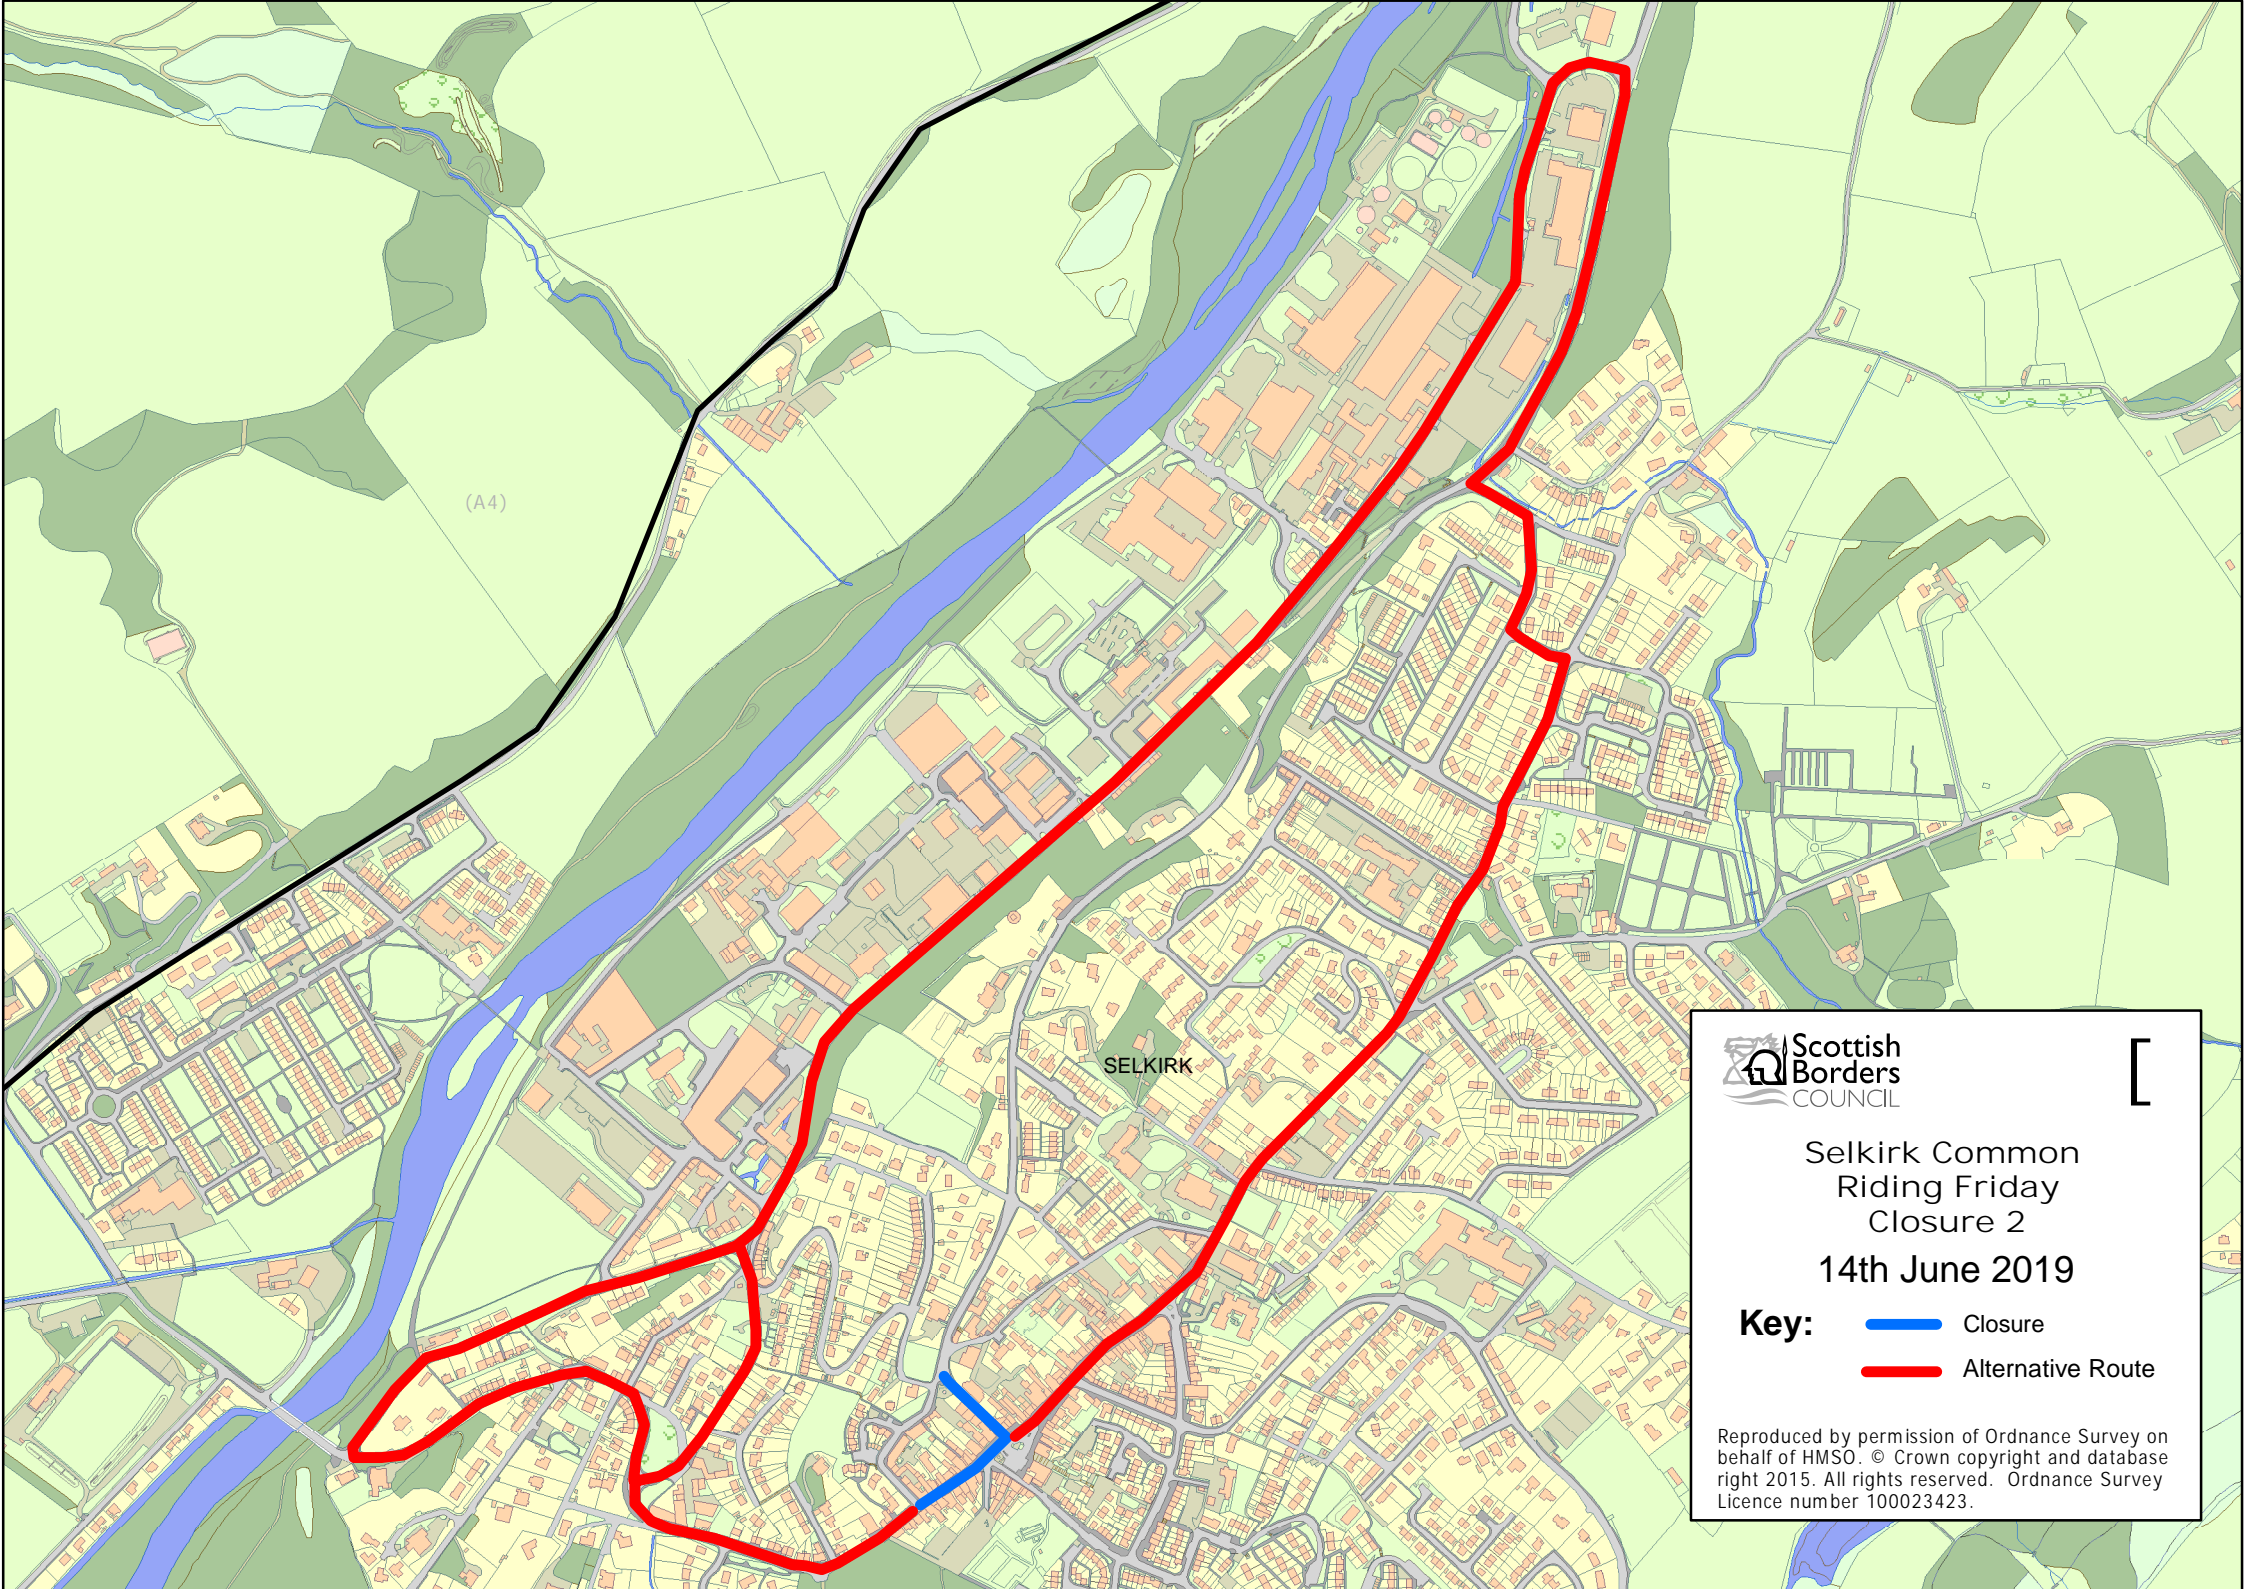 (A4)
SELKIRK
Scottish
Borders
COUNCIL
[
Selkirk Common
Riding Friday
Closure 2
14th June 2019
Key:
Closure
Alternative Route
Reproduced by permission of Ordnance Survey on
behalf of HMSO. © Crown copyright and database
right 2015. All rights reserved. Ordnance Survey
Licence number 100023423.